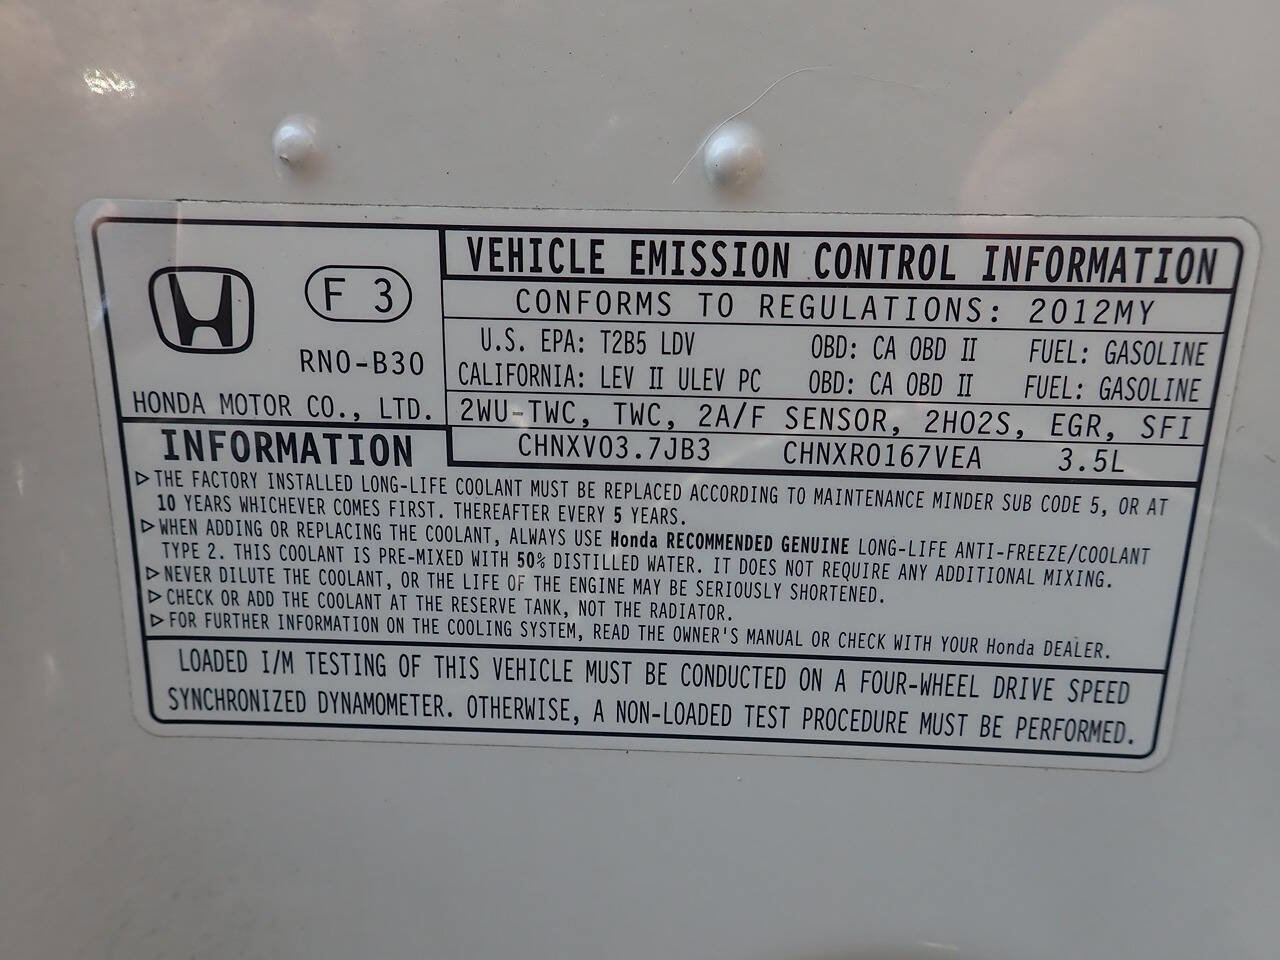 F 3
RN0-B30
HONDA MOTOR CO., LTD.
VEHICLE EMISSION CONTROL INFORMATION
CONFORMS TO REGULATIONS: 2012MY
U.S. EPA: T2B5 LDV OBD: CA OBD II FUEL: GASOLINE
CALIFORNIA: LEV II ULEV PC OBD: CA OBD II FUEL: GASOLINE
2WU-TWC, TWC, 2A/F SENSOR, 2HO2S, EGR, SFI
CHNXV03.7JB3 CHNXR0167VEA 3.5L
INFORMATION
▷THE FACTORY INSTALLED LONG-LIFE COOLANT MUST BE REPLACED ACCORDING TO MAINTENANCE MINDER SUB CODE 5, OR AT
10 YEARS WHICHEVER COMES FIRST. THEREAFTER EVERY 5 YEARS.
▷WHEN ADDING OR REPLACING THE COOLANT, ALWAYS USE Honda RECOMMENDED GENUINE LONG-LIFE ANTI-FREEZE/COOLANT
TYPE 2. THIS COOLANT IS PRE-MIXED WITH 50% DISTILLED WATER. IT DOES NOT REQUIRE ANY ADDITIONAL MIXING.
▷NEVER DILUTE THE COOLANT, OR THE LIFE OF THE ENGINE MAY BE SERIOUSLY SHORTENED.
▷CHECK OR ADD THE COOLANT AT THE RESERVE TANK, NOT THE RADIATOR.
▷FOR FURTHER INFORMATION ON THE COOLING SYSTEM, READ THE OWNER'S MANUAL OR CHECK WITH YOUR Honda DEALER.
LOADED I/M TESTING OF THIS VEHICLE MUST BE CONDUCTED ON A FOUR-WHEEL DRIVE SPEED
SYNCHRONIZED DYNAMOMETER. OTHERWISE, A NON-LOADED TEST PROCEDURE MUST BE PERFORMED.